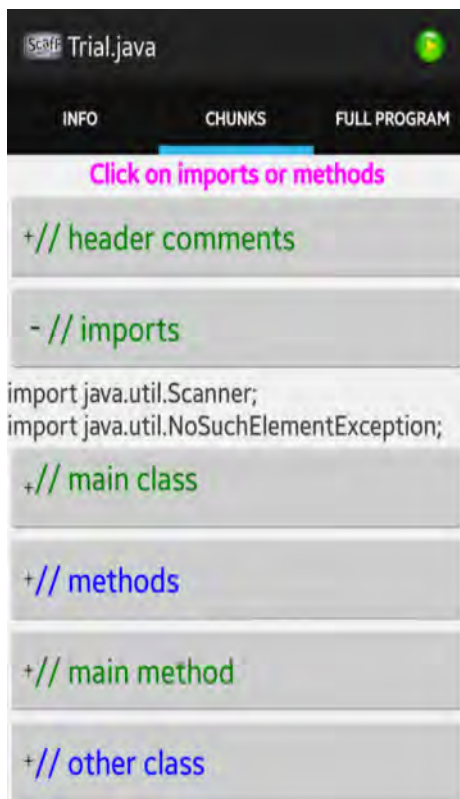 Trial.java
INFO CHUNKS FULL PROGRAM
Click on imports or methods
+// header comments
- // imports
import java.util.Scanner;
import java.util.NoSuchElementException;
+// main class
+// methods
+// main method
+// other class